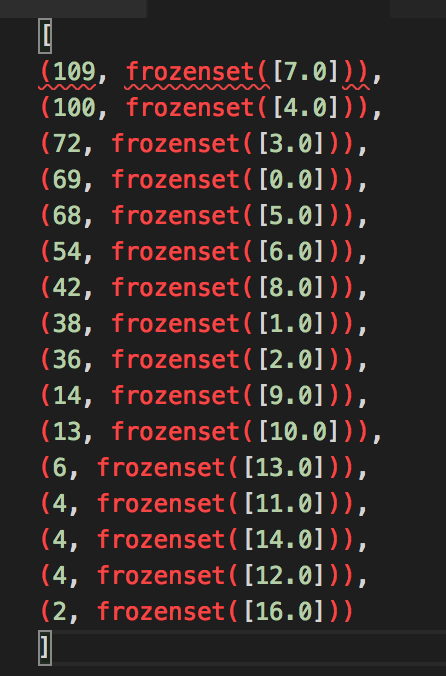 [
(109, frozenset([7.0])),
(100, frozenset([4.0])),
(72, frozenset([3.0])),
(69, frozenset([0.0])),
(68, frozenset([5.0])),
(54, frozenset([6.0])),
(42, frozenset([8.0])),
(38, frozenset([1.0])),
(36, frozenset([2.0])),
(14, frozenset([9.0])),
(13, frozenset([10.0])),
(6, frozenset([13.0])),
(4, frozenset([11.0])),
(4, frozenset([14.0])),
(4, frozenset([12.0])),
(2, frozenset([16.0]))
]